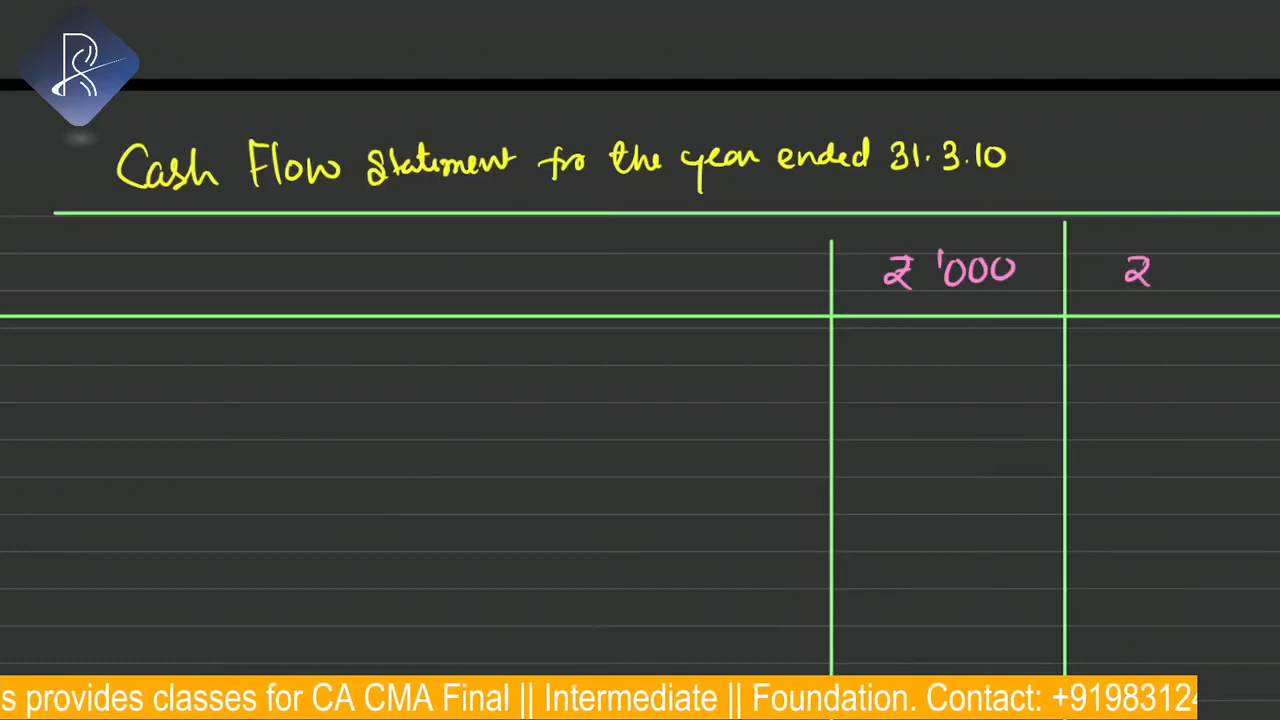 Cash Flow Statement for the year ended 31.3.10
₹ '000 ₹
s provides classes for CA CMA Final || Intermediate || Foundation. Contact: +9198312